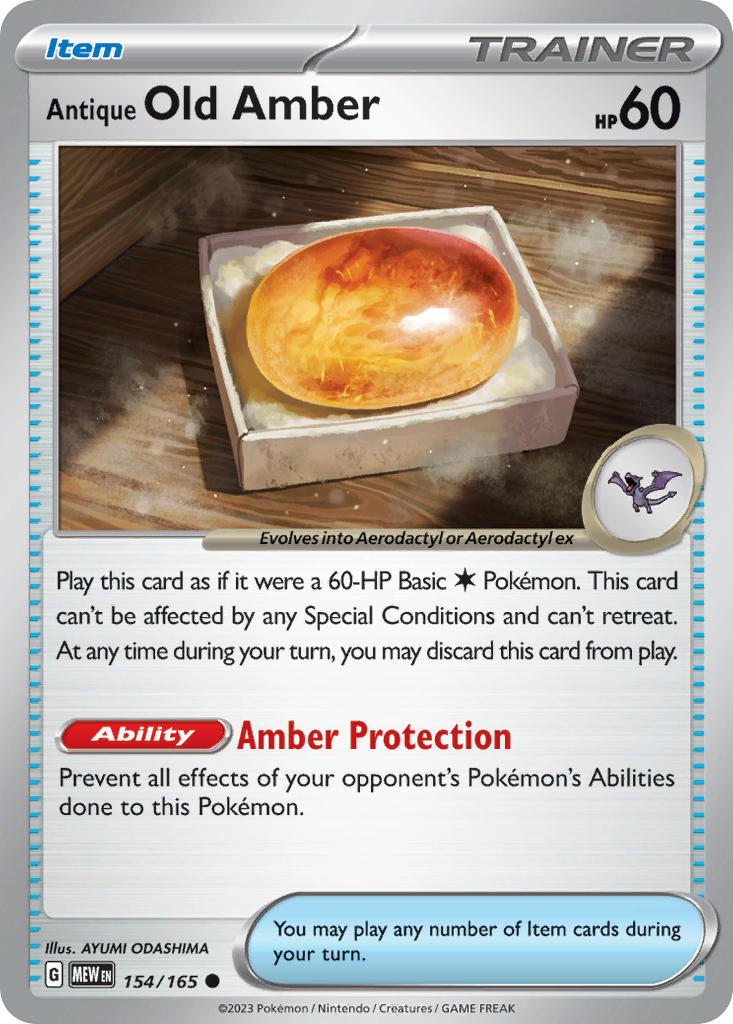 Item
TRAINER
Antique Old Amber
HP 60
Evolves into Aerodactyl or Aerodactyl ex
Play this card as if it were a 60-HP Basic Pokémon. This card
can't be affected by any Special Conditions and can't retreat.
At any time during your turn, you may discard this card from play.
Ability Amber Protection
Prevent all effects of your opponent's Pokémon's Abilities
done to this Pokémon.
You may play any number of Item cards during
your turn.
Illus. AYUMI ODASHIMA
G MEW EN 154/165
©2023 Pokémon / Nintendo / Creatures / GAME FREAK